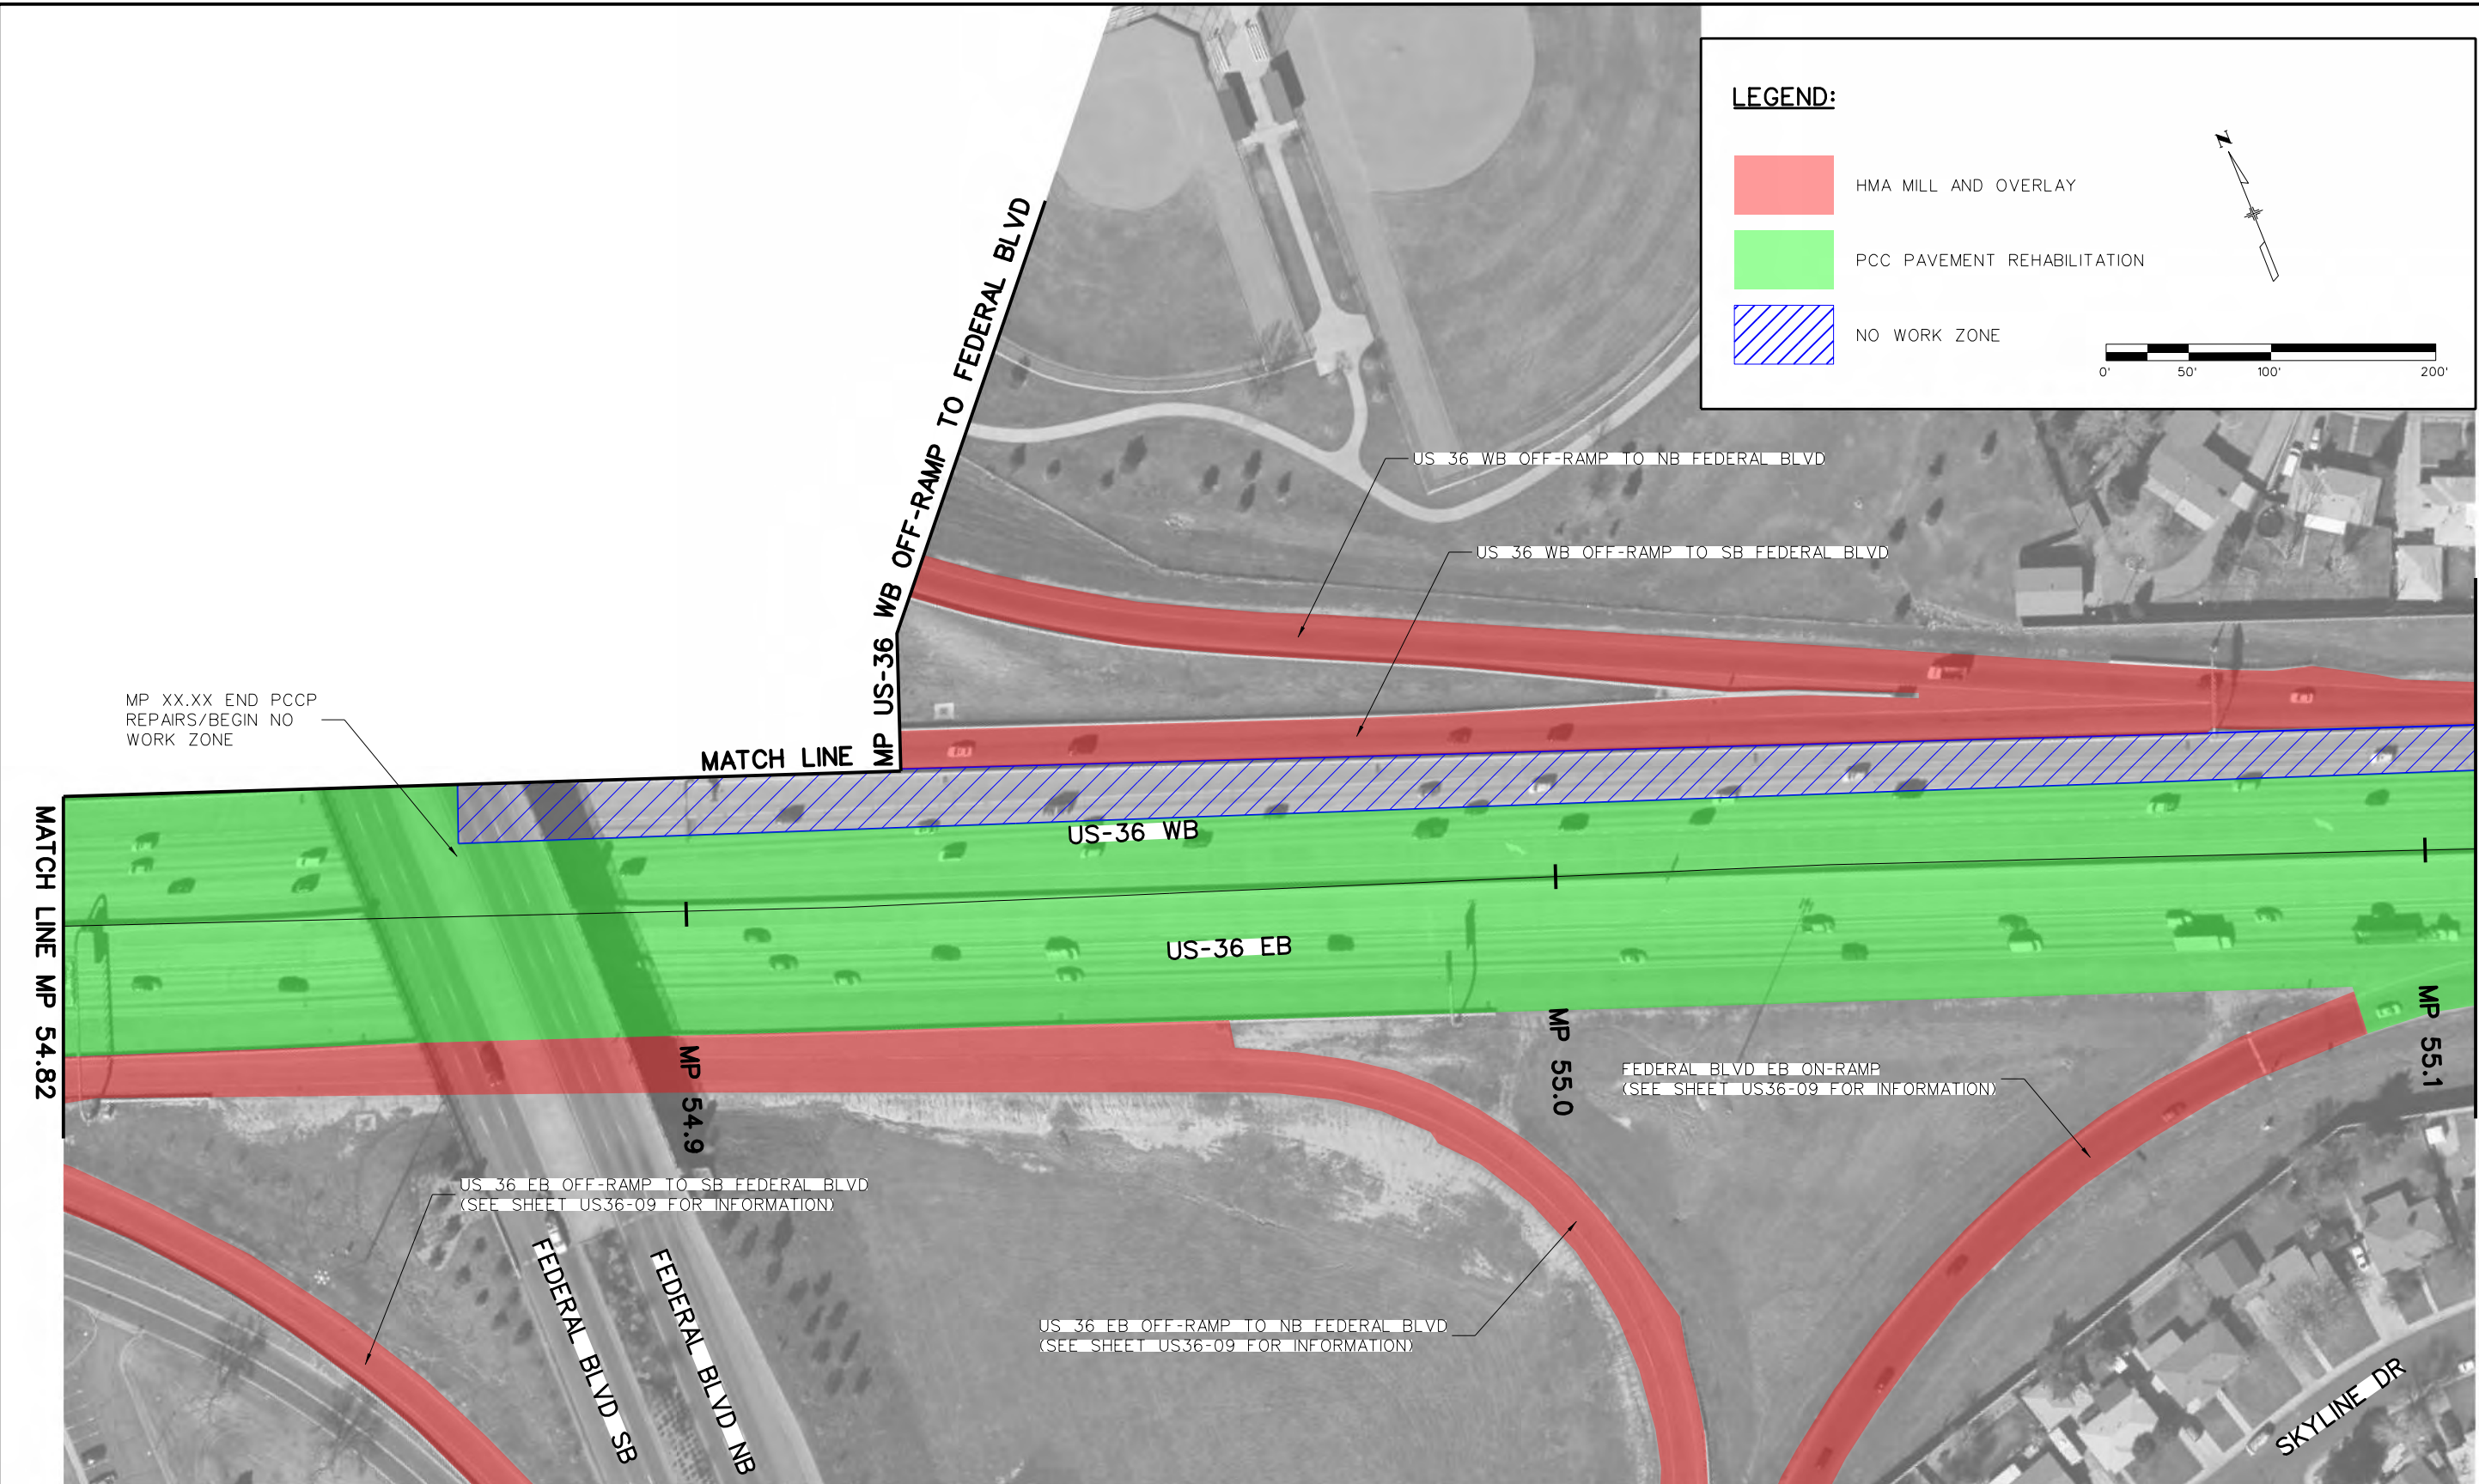 LEGEND:
N
HMA MILL AND OVERLAY
PCC PAVEMENT REHABILITATION
NO WORK ZONE
0' 50' 100' 200'
MP US-36 WB OFF-RAMP TO FEDERAL BLVD
US 36 WB OFF-RAMP TO NB FEDERAL BLVD
US 36 WB OFF-RAMP TO SB FEDERAL BLVD
MP XX.XX END PCCP
REPAIRS/BEGIN NO
WORK ZONE
MATCH LINE
MATCH LINE MP 54.82
US-36 WB
US-36 EB
MP 54.9
MP 55.0
MP 55.1
FEDERAL BLVD EB ON-RAMP
(SEE SHEET US36-09 FOR INFORMATION)
US 36 EB OFF-RAMP TO SB FEDERAL BLVD
(SEE SHEET US36-09 FOR INFORMATION)
FEDERAL BLVD SB
FEDERAL BLVD NB
US 36 EB OFF-RAMP TO NB FEDERAL BLVD
(SEE SHEET US36-09 FOR INFORMATION)
SKYLINE DR